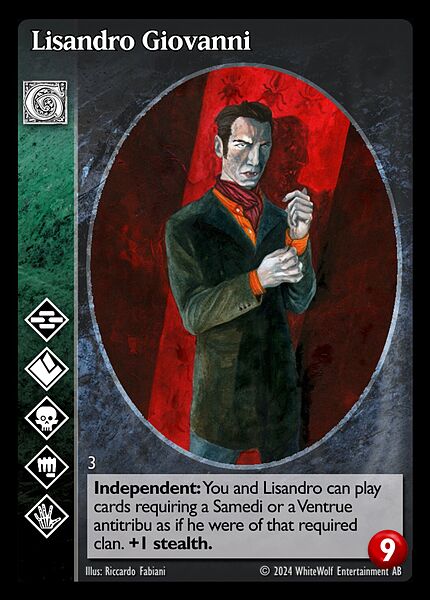 Lisandro Giovanni
G
3
Independent: You and Lisandro can play
cards requiring a Samedi or a Ventrue
antitribu as if he were of that required
clan. +1 stealth.
9
Illus: Riccardo Fabiani © 2024 WhiteWolf Entertainment AB